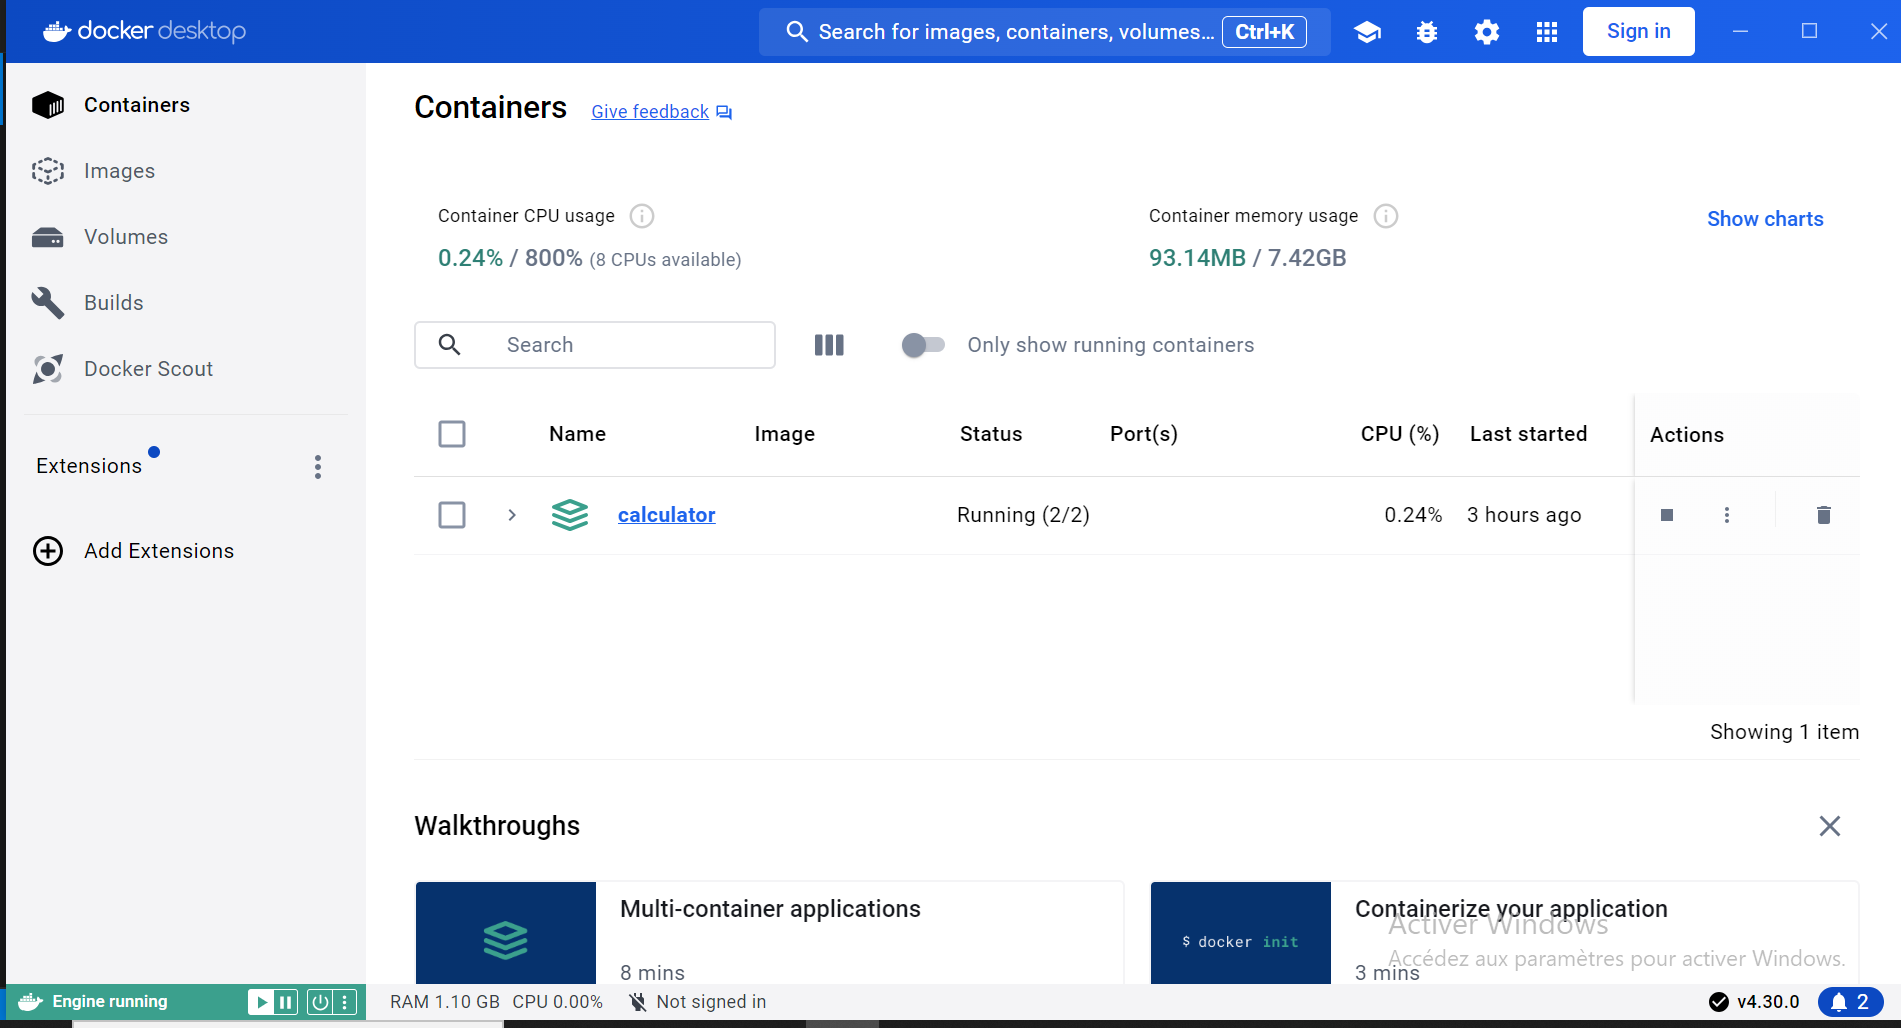 docker desktop
Search for images, containers, volumes... Ctrl+K
Sign in
Containers
Images
Volumes
Builds
Docker Scout
Extensions
Add Extensions
Containers Give feedback
Container CPU usage
0.24% / 800% (8 CPUs available)
Container memory usage
93.14MB / 7.42GB
Show charts
Search
Only show running containers
Name Image Status Port(s) CPU (%) Last started Actions
calculator Running (2/2) 0.24% 3 hours ago
Showing 1 item
Walkthroughs
Multi-container applications
8 mins
$ docker init
Containerize your application
3 mins
Activer Windows
Accédez aux paramètres pour activer Windows.
Engine running
RAM 1.10 GB CPU 0.00% Not signed in
v4.30.0
2